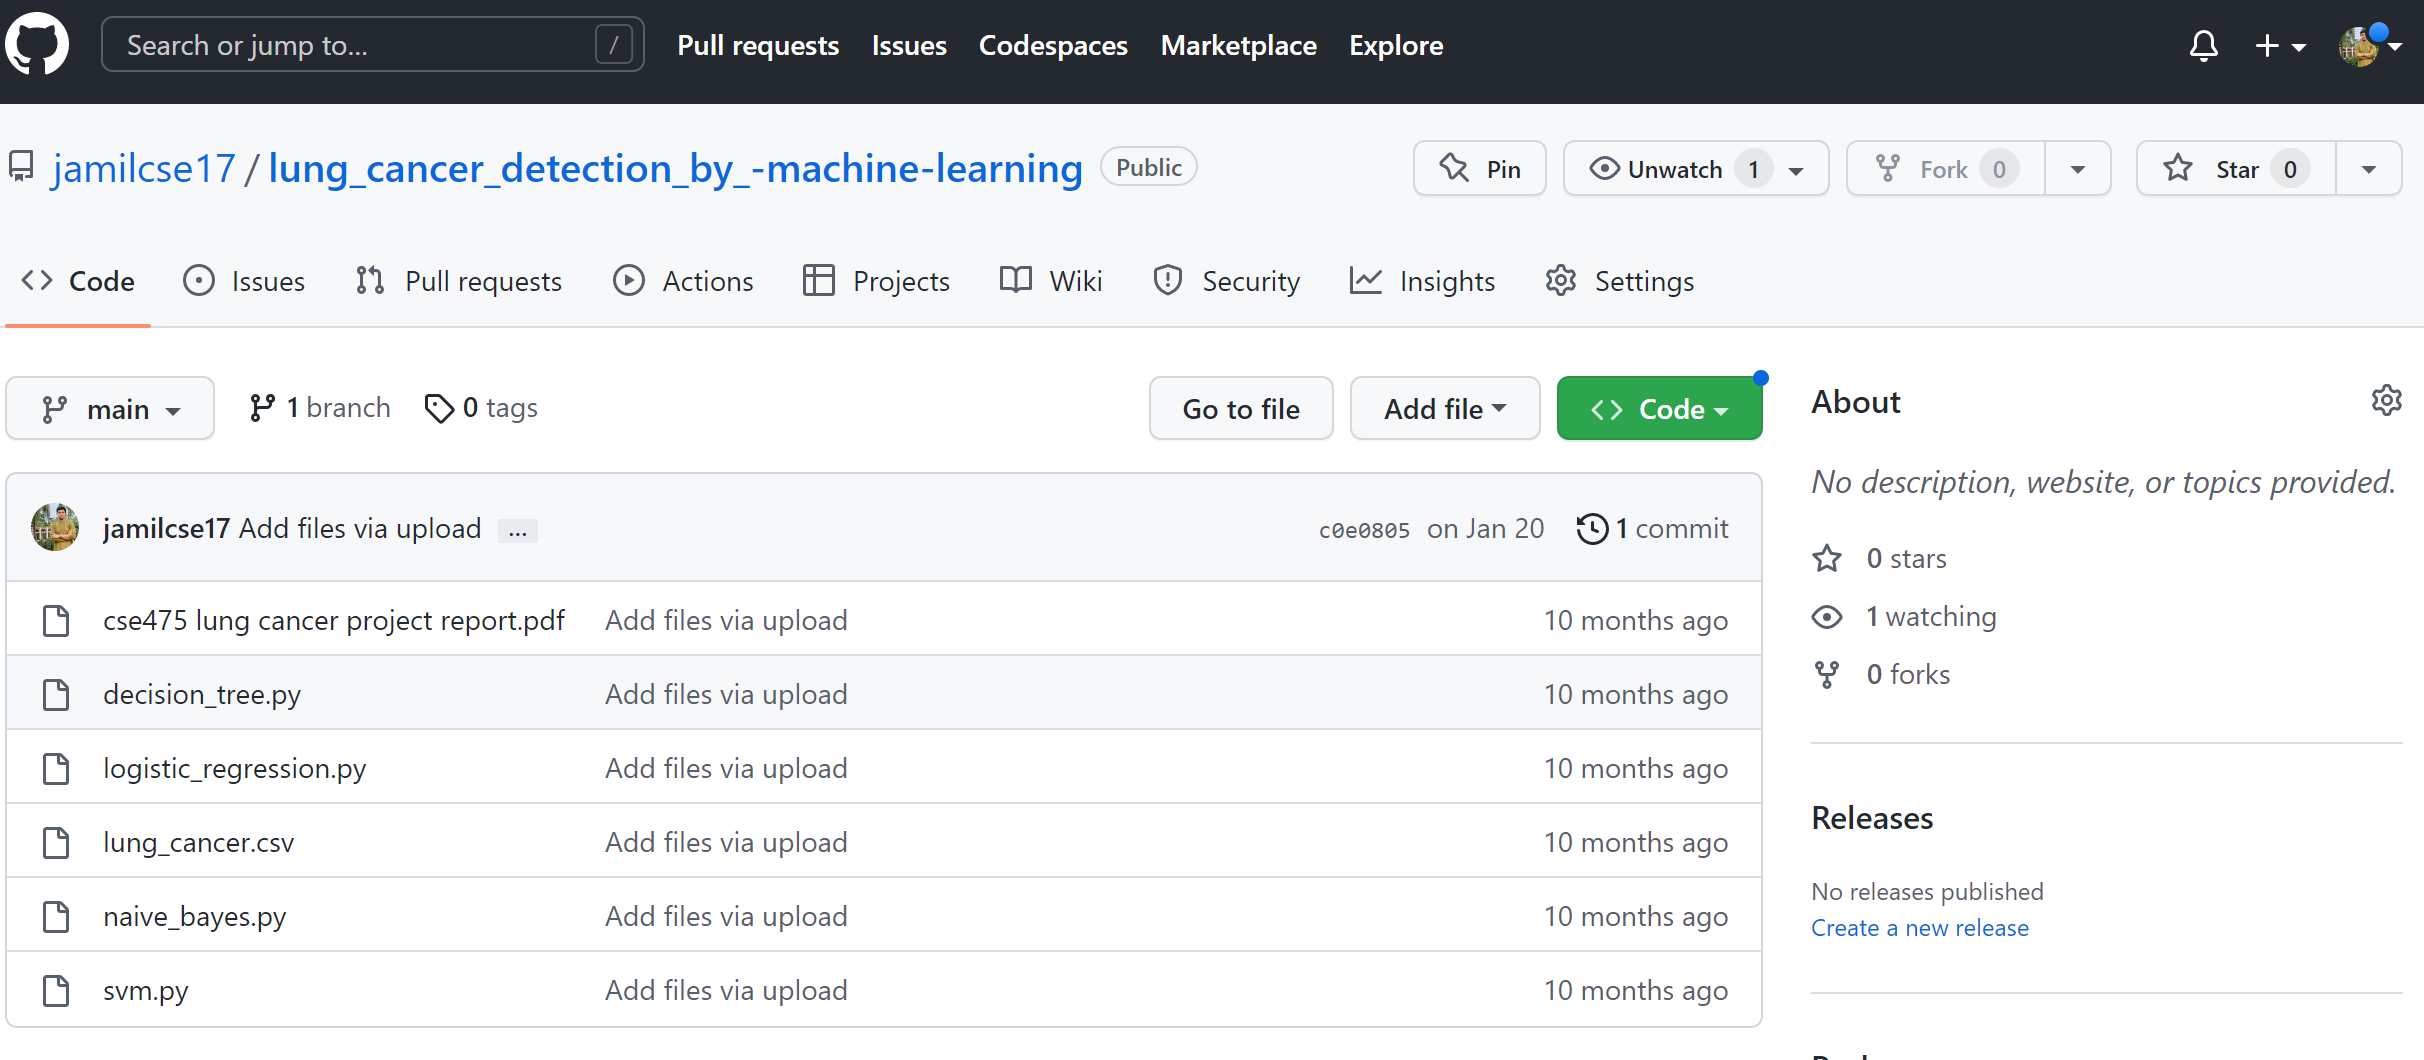 Search or jump to... / Pull requests Issues Codespaces Marketplace Explore
jamilcse17 / lung_cancer_detection_by_-machine-learning Public Pin Unwatch 1 Fork 0 Star 0
Code Issues Pull requests Actions Projects Wiki Security Insights Settings
main 1 branch 0 tags Go to file Add file Code
About
No description, website, or topics provided.
0 stars
1 watching
0 forks
jamilcse17 Add files via upload ... c0e0805 on Jan 20 1 commit
cse475 lung cancer project report.pdf Add files via upload 10 months ago
decision_tree.py Add files via upload 10 months ago
logistic_regression.py Add files via upload 10 months ago
lung_cancer.csv Add files via upload 10 months ago
naive_bayes.py Add files via upload 10 months ago
svm.py Add files via upload 10 months ago
Releases
No releases published
Create a new release